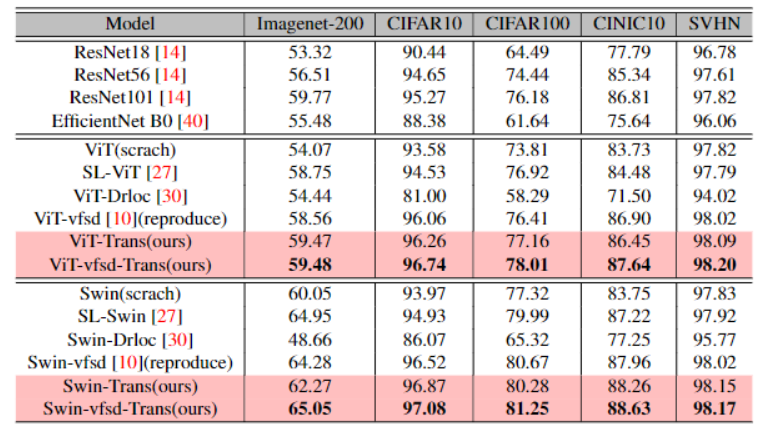 Model Imagenet-200 CIFAR10 CIFAR100 CINIC10 SVHN
ResNet18 [14] 53.32 90.44 64.49 77.79 96.78
ResNet56 [14] 56.51 94.65 74.44 85.34 97.61
ResNet101 [14] 59.77 95.27 76.18 86.81 97.82
EfficientNet B0 [40] 55.48 88.38 61.64 75.64 96.06
ViT(scrach) 54.07 93.58 73.81 83.73 97.82
SL-ViT [27] 58.75 94.53 76.92 84.48 97.79
ViT-Drloc [30] 54.44 81.00 58.29 71.50 94.02
ViT-vfsd [10](reproduce) 58.56 96.06 76.41 86.90 98.02
ViT-Trans(ours) 59.47 96.26 77.16 86.45 98.09
ViT-vfsd-Trans(ours) 59.48 96.74 78.01 87.64 98.20
Swin(scrach) 60.05 93.97 77.32 83.75 97.83
SL-Swin [27] 64.95 94.93 79.99 87.22 97.92
Swin-Drloc [30] 48.66 86.07 65.32 77.25 95.77
Swin-vfsd [10](reproduce) 64.28 96.52 80.67 87.96 98.02
Swin-Trans(ours) 62.27 96.87 80.28 88.26 98.15
Swin-vfsd-Trans(ours) 65.05 97.08 81.25 88.63 98.17